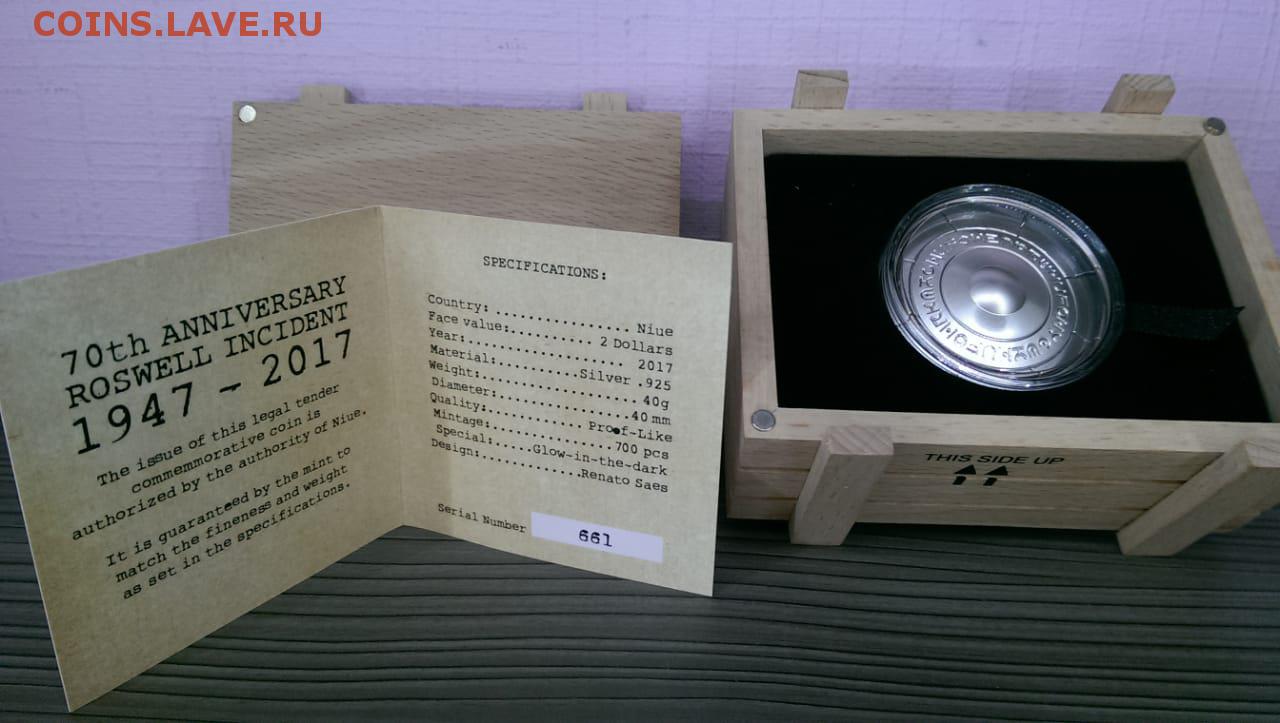 COINS.LAVE.RU
70th ANNIVERSARY
ROSWELL INCIDENT
1947 - 2017
The issue of this legal tender
commemorative coin is
authorized by the authority of Niue.
It is guaranteed by the mint to
match the fineness and weight
as set in the specifications.
SPECIFICATIONS:
Country: ................ Niue
Face value:.......... 2 Dollars
Year:................... 2017
Material:..........Silver .925
Weight:....................40g
Diameter:................40 mm
Quality:............Proof-Like
Mintage:...............700 pcs
Special:.....Glow-in-the-dark
Design:............Renato Saes
Serial Number 661
THIS SIDE UP